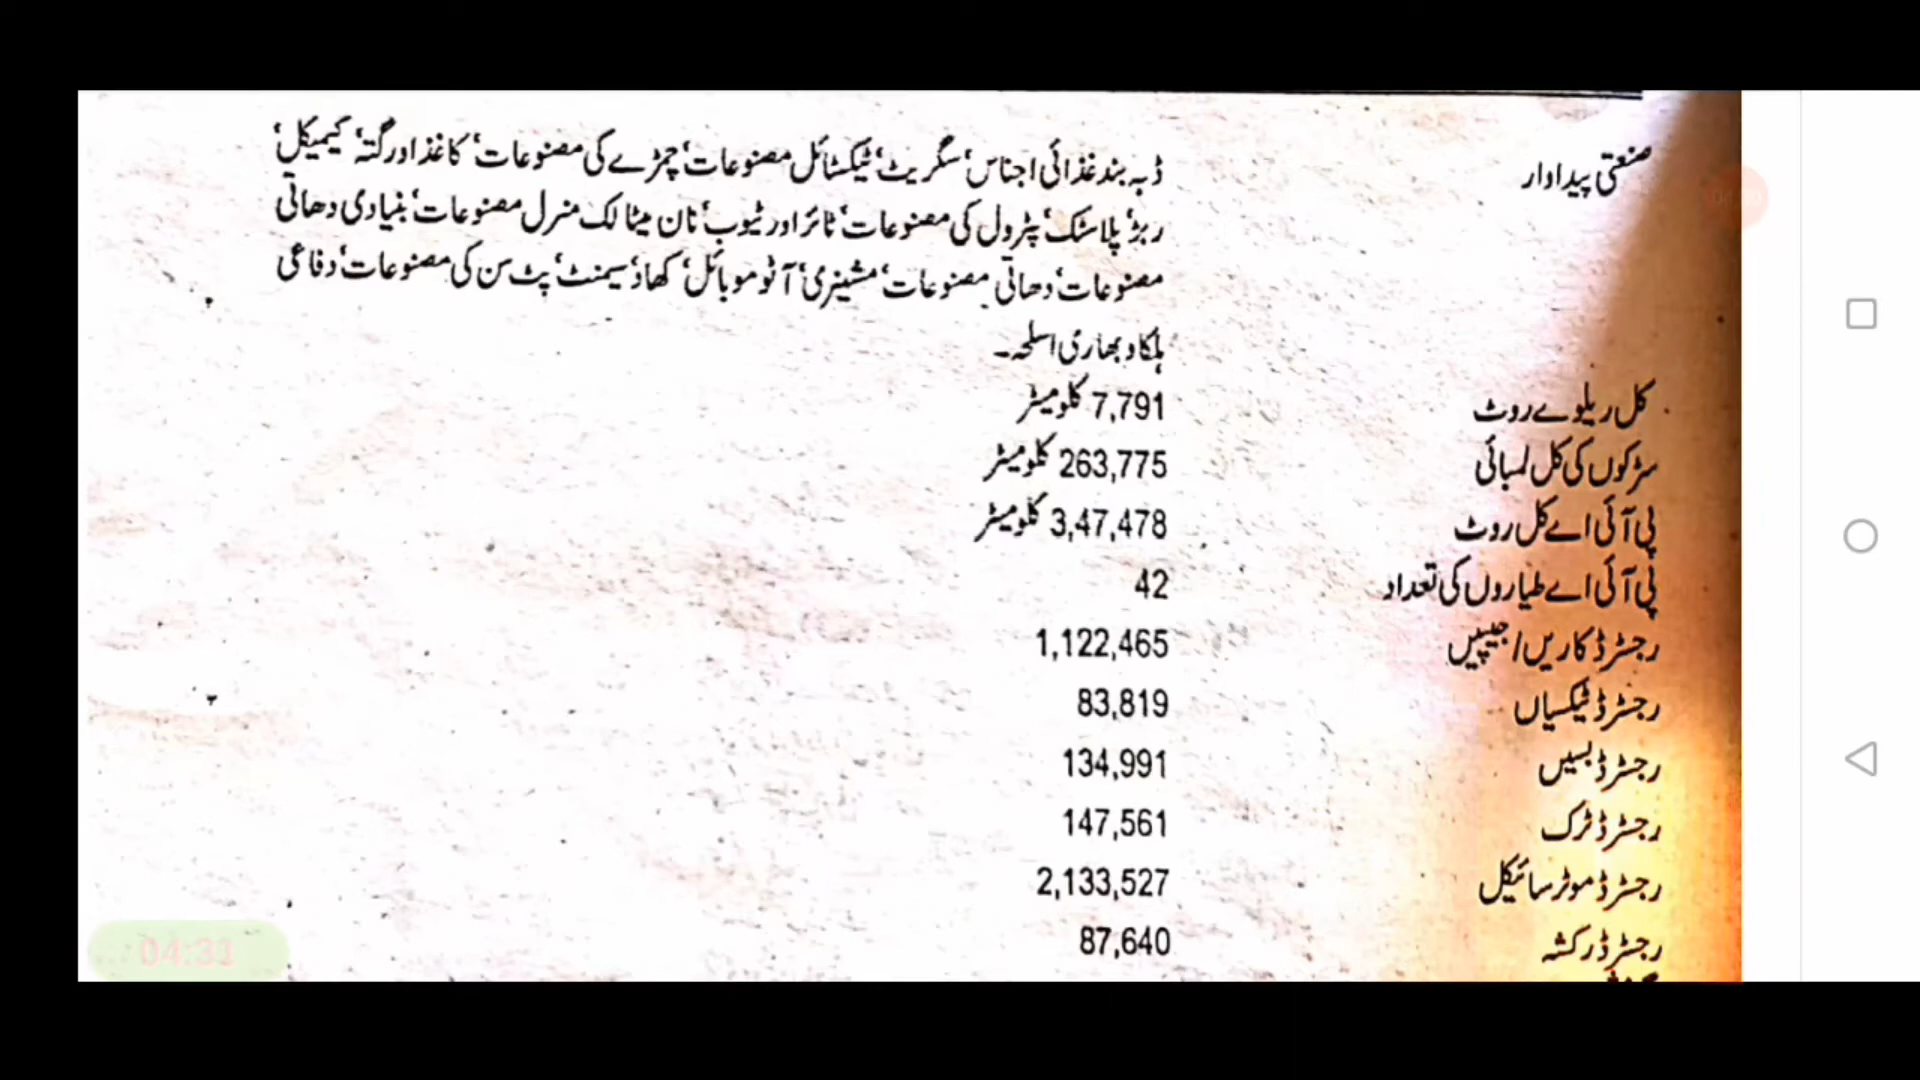 صنعتی پیداوار ڈبہ بند غذائی اجناس‘ سگریٹ‘ ٹیکسٹائل مصنوعات‘ چمڑے کی مصنوعات‘ کاغذ اور گتہ‘ کیمیکل‘
ربڑ‘ پلاسٹک‘ پٹرول کی مصنوعات‘ ٹائر اور ٹیوب‘ نان میٹالک منرل مصنوعات‘ بنیادی دھاتی
مصنوعات‘ دھاتی مصنوعات‘ مشینری‘ آٹو موبائل‘ کھاد‘ سیمنٹ‘ پٹ سن کی مصنوعات‘ دفاعی
ہلکا و بھاری اسلحہ۔
کل ریلوے روٹ 7,791 کلومیٹر
سڑکوں کی کل لمبائی 263,775 کلومیٹر
پی آئی اے کل روٹ 3,47,478 کلومیٹر
پی آئی اے طیاروں کی تعداد 42
رجسٹرڈ کاریں/جیپیں 1,122,465
رجسٹرڈ ٹیکسیاں 83,819
رجسٹرڈ بسیں 134,991
رجسٹرڈ ٹرک 147,561
رجسٹرڈ موٹر سائیکل 2,133,527
رجسٹرڈ رکشہ 87,640
04:31